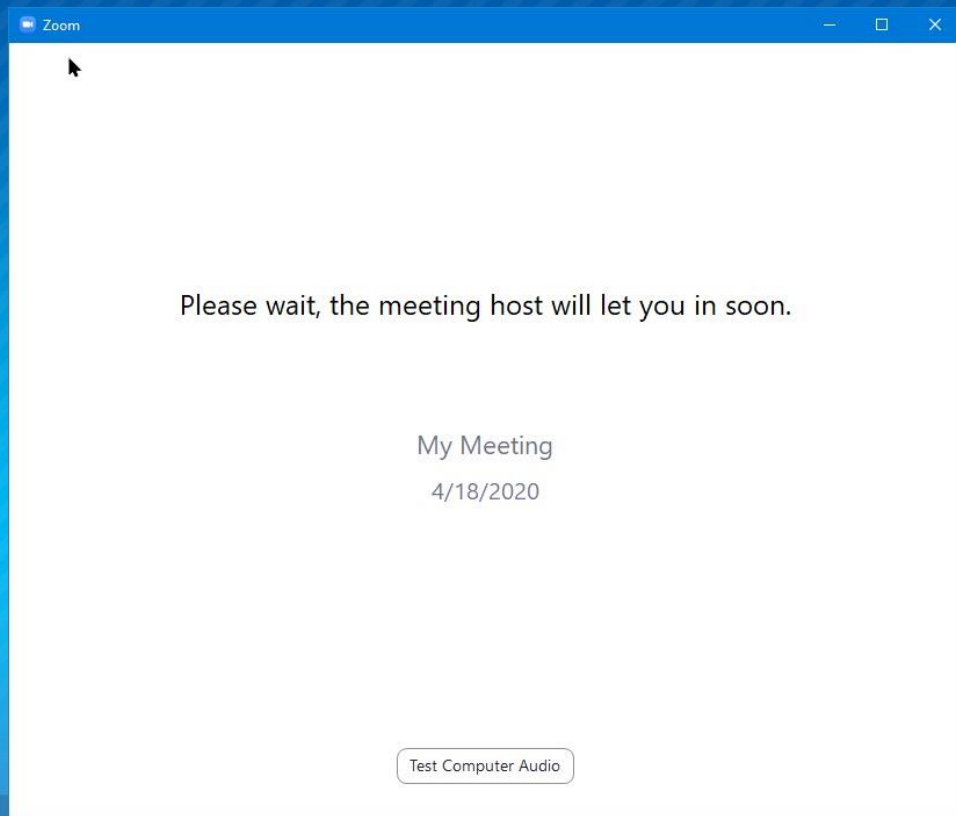 Zoom
Please wait, the meeting host will let you in soon.
My Meeting
4/18/2020
Test Computer Audio